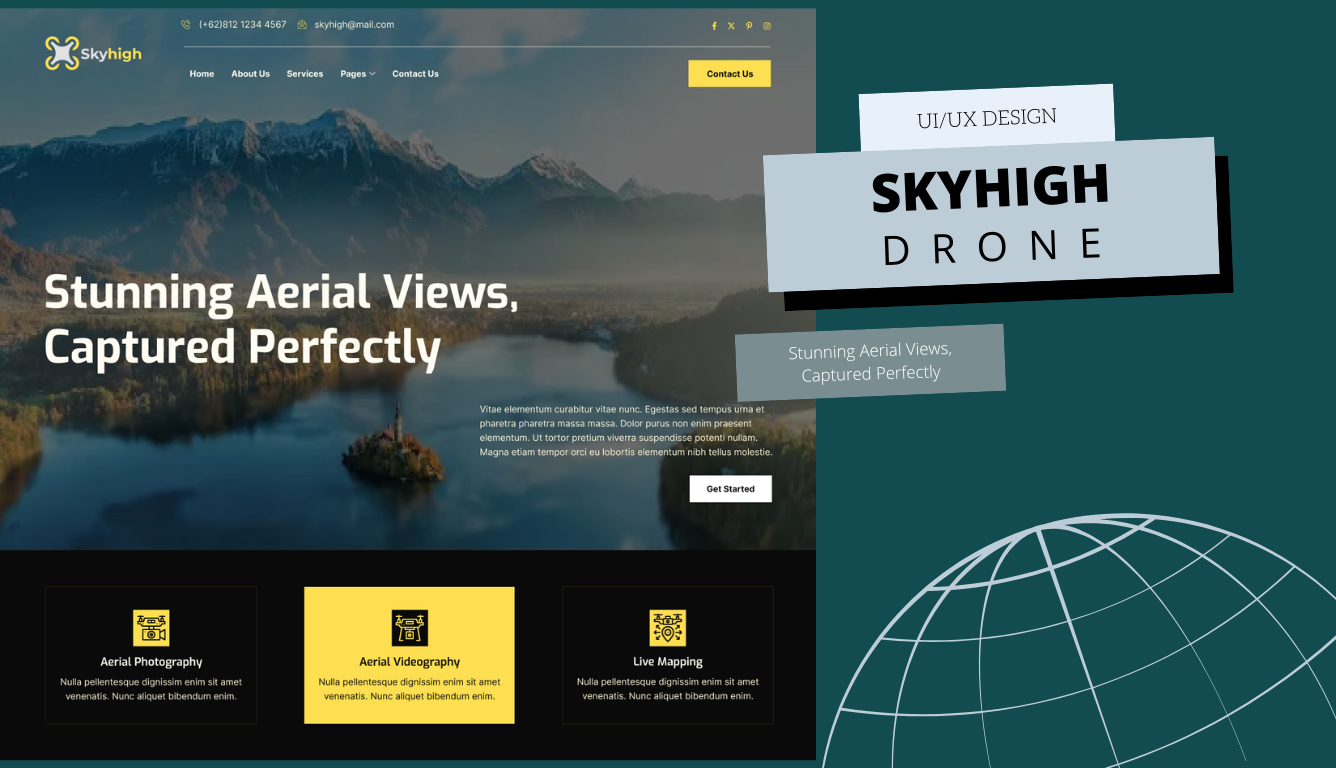 (+62)812 1234 4567
skyhigh@mail.com
Skyhigh
Home
About Us
Services
Pages
Contact Us
Contact Us
Stunning Aerial Views,
Captured Perfectly
Vitae elementum curabitur vitae nunc. Egestas sed tempus urna et
pharetra pharetra massa massa. Dolor purus non enim praesent
elementum. Ut tortor pretium viverra suspendisse potenti nullam.
Magna etiam tempor orci eu lobortis elementum nibh tellus molestie.
Get Started
Aerial Photography
Nulla pellentesque dignissim enim sit amet
venenatis. Nunc aliquet bibendum enim.
Aerial Videography
Nulla pellentesque dignissim enim sit amet
venenatis. Nunc aliquet bibendum enim.
Live Mapping
Nulla pellentesque dignissim enim sit amet
venenatis. Nunc aliquet bibendum enim.
UI/UX DESIGN
SKYHIGH
DRONE
Stunning Aerial Views,
Captured Perfectly